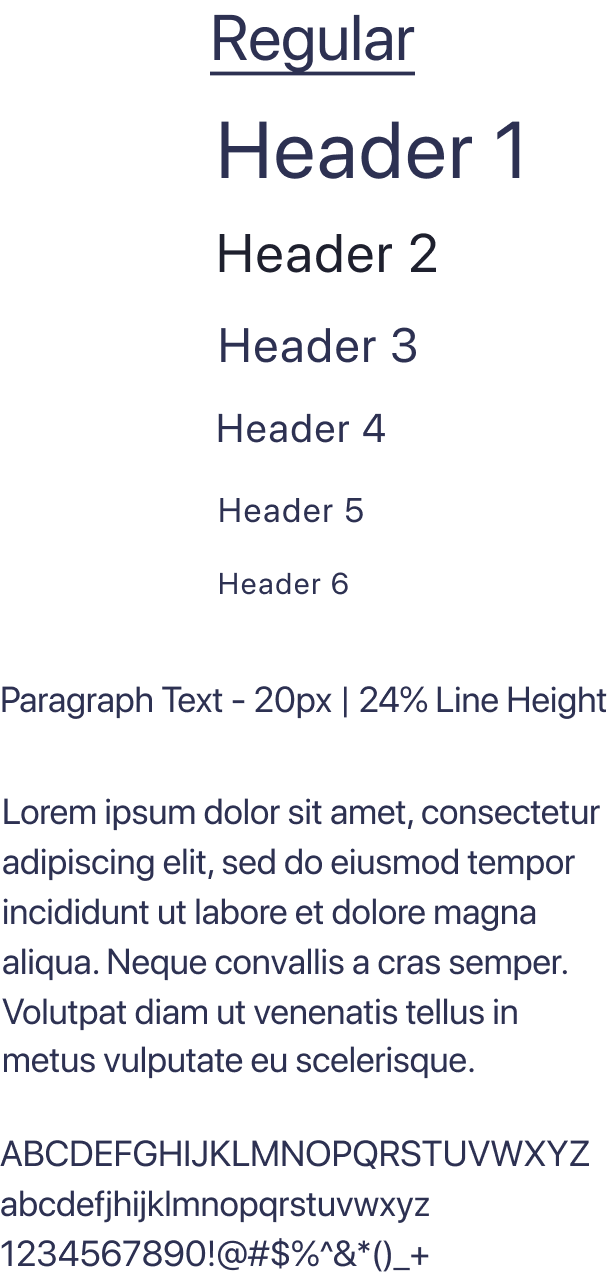 Regular
Header 1
Header 2
Header 3
Header 4
Header 5
Header 6
Paragraph Text - 20px | 24% Line Height
Lorem ipsum dolor sit amet, consectetur
adipiscing elit, sed do eiusmod tempor
incididunt ut labore et dolore magna
aliqua. Neque convallis a cras semper.
Volutpat diam ut venenatis tellus in
metus vulputate eu scelerisque.
ABCDEFGHIJKLMNOPQRSTUVWXYZ
abcdefjhijklmnopqrstuvwxyz
1234567890!@#$%^&*()_+